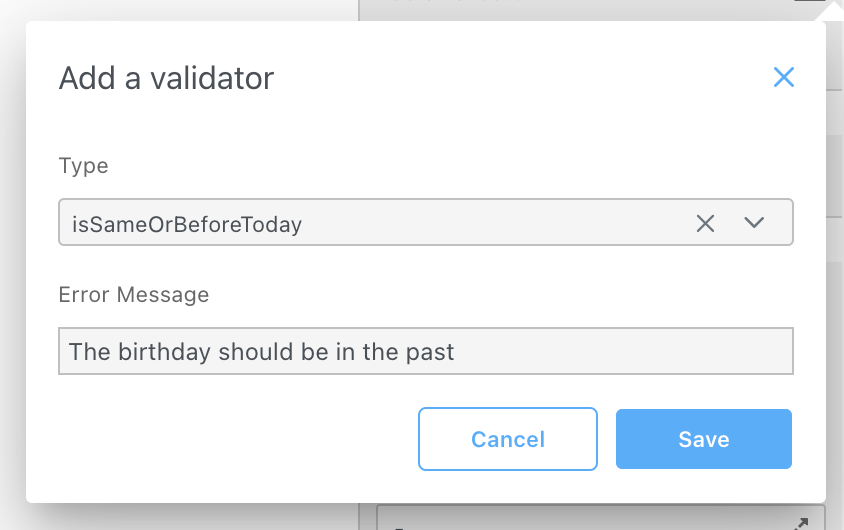 Add a validator
Type
isSameOrBeforeToday
Error Message
The birthday should be in the past
Cancel
Save